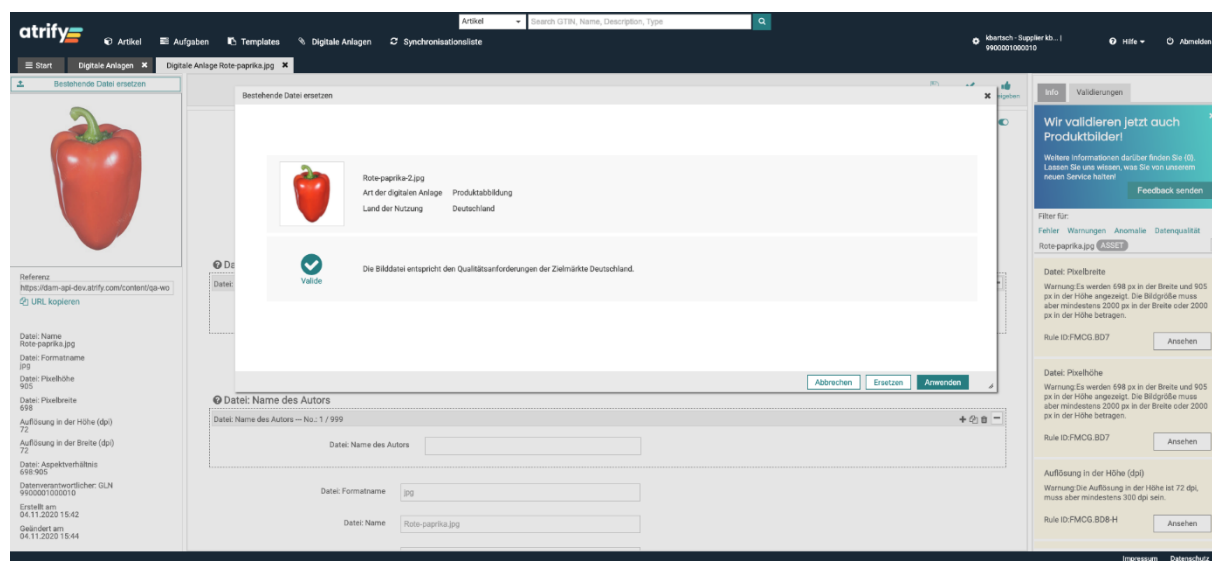 atrify
Artikel
Search GTIN, Name, Description, Type
Artikel
Aufgaben
Templates
Digitale Anlagen
Synchronisationsliste
kbartsch - Supplier kb... |
9900001000010
Hilfe
Abmelden
Start
Digitale Anlagen
Digitale Anlage Rote-paprika.jpg
Bestehende Datei ersetzen
Referenz
https://dam-api-dev.atrify.com/content/qa-wo
URL kopieren
Datei: Name
Rote-paprika.jpg
Datei: Formatname
jpg
Datei: Pixelhöhe
905
Datei: Pixelbreite
698
Auflösung in der Höhe (dpi)
72
Auflösung in der Breite (dpi)
72
Datei: Aspektverhältnis
698:905
Datenverantwortlicher: GLN
9900001000010
Erstellt am
04.11.2020 15:42
Geändert am
04.11.2020 15:44
Bestehende Datei ersetzen
Rote-paprika-2.jpg
Art der digitalen Anlage Produktabbildung
Land der Nutzung Deutschland
Valide
Die Bilddatei entspricht den Qualitätsanforderungen der Zielmärkte Deutschland.
Abbrechen
Ersetzen
Anwenden
Da
Datei:
Datei: Name des Autors
Datei: Name des Autors — No.: 1 / 999
Datei: Name des Autors
Datei: Formatname
jpg
Datei: Name
Rote-paprika.jpg
Info
Validierungen
Wir validieren jetzt auch
Produktbilder!
Weitere Informationen darüber finden Sie {0}.
Lassen Sie uns wissen, was Sie von unserem
neuen Service halten!
Feedback senden
Filter für:
Fehler Warnungen Anomalie Datenqualität
Rote-paprika.jpg ASSET
Datei: Pixelbreite
Warnung:Es werden 698 px in der Breite und 905
px in der Höhe angezeigt. Die Bildgröße muss
aber mindestens 2000 px in der Breite oder 2000
px in der Höhe betragen.
Rule ID:FMCG.BD7
Ansehen
Datei: Pixelhöhe
Warnung:Es werden 698 px in der Breite und 905
px in der Höhe angezeigt. Die Bildgröße muss
aber mindestens 2000 px in der Breite oder 2000
px in der Höhe betragen.
Rule ID:FMCG.BD7
Ansehen
Auflösung in der Höhe (dpi)
Warnung:Die Auflösung in der Höhe ist 72 dpi,
muss aber mindestens 300 dpi sein.
Rule ID:FMCG.BD8-H
Ansehen
Impressum Datenschutz